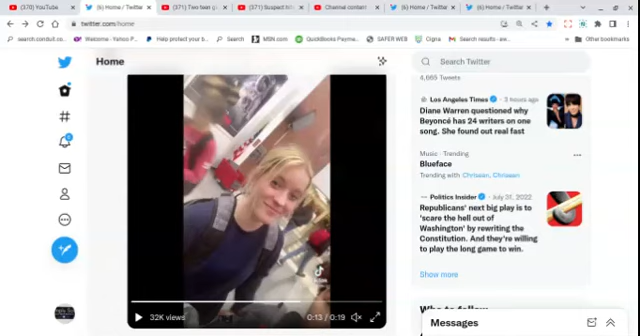 (370) YouTube
(6) Home / Twitter
(371) Two teen g
(371) Suspect h
Channel content
(6) Home / Twitter
(6) Home / Twitter
twitter.com/home
search.conduit.co...
Welcome - Yahoo
Help protect your b...
Search
MSN.com
QuickBooks Payme...
SAFER WEB
Cigna
Search results - ev...
»
Other bookmarks
Home
Search Twitter
4,665 Tweets
Los Angeles Times · 3 hours ago
Diane Warren questioned why
Beyoncé has 24 writers on one
song. She found out real fast
Music · Trending
Blueface
Trending with Chrisean, Chrisean
Politics Insider · July 31, 2022
Republicans' next big play is to
'scare the hell out of
Washington' by rewriting the
Constitution. And they're willing
to play the long game to win.
Show more
32K views
0:13 / 0:19
Messages